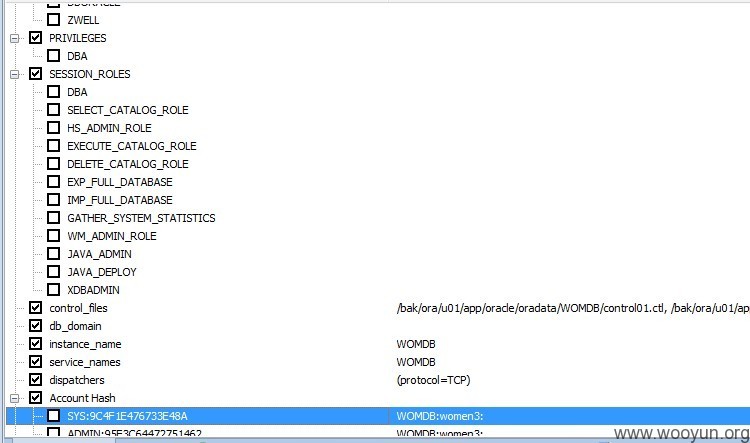 ZWELL
PRIVILEGES
DBA
SESSION_ROLES
DBA
SELECT_CATALOG_ROLE
HS_ADMIN_ROLE
EXECUTE_CATALOG_ROLE
DELETE_CATALOG_ROLE
EXP_FULL_DATABASE
IMP_FULL_DATABASE
GATHER_SYSTEM_STATISTICS
WM_ADMIN_ROLE
JAVA_ADMIN
JAVA_DEPLOY
XDBADMIN
control_files /bak/ora/u01/app/oracle/oradata/WOMDB/control01.ctl, /bak/ora/u01/ap
db_domain
instance_name WOMDB
service_names WOMDB
dispatchers (protocol=TCP)
Account Hash
SYS:9C4F1E476733E48A WOMDB:women3:
ADMIN:95E3C64472751462 WOMDB:women3:
www.wooyun.org